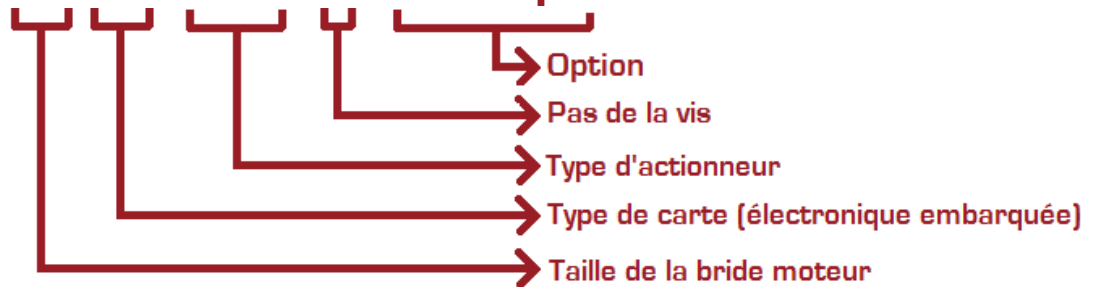 Option
Pas de la vis
Type d'actionneur
Type de carte (électronique embarquée)
Taille de la bride moteur